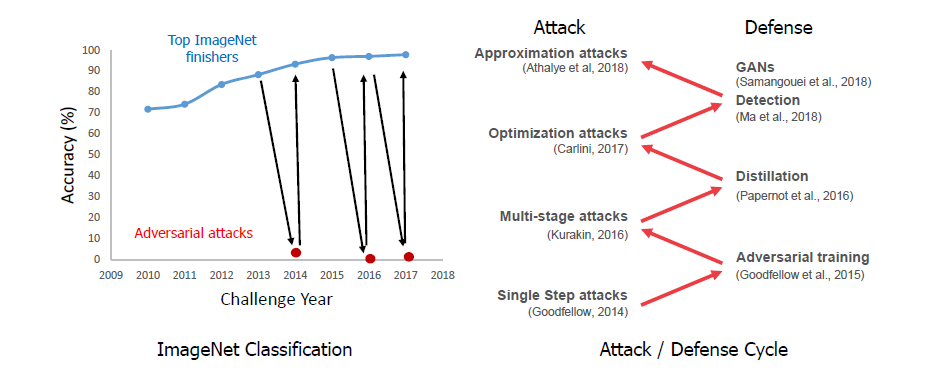 Top ImageNet
finishers
Accuracy (%)
100
90
80
70
60
50
40
30
20
10
0
Adversarial attacks
2009 2010 2011 2012 2013 2014 2015 2016 2017 2018
Challenge Year
ImageNet Classification
Attack
Defense
Approximation attacks
(Athalye et al, 2018)
GANs
(Samangouei et al., 2018)
Detection
(Ma et al., 2018)
Optimization attacks
(Carlini, 2017)
Distillation
(Papernot et al., 2016)
Multi-stage attacks
(Kurakin, 2016)
Adversarial training
(Goodfellow et al., 2015)
Single Step attacks
(Goodfellow, 2014)
Attack / Defense Cycle